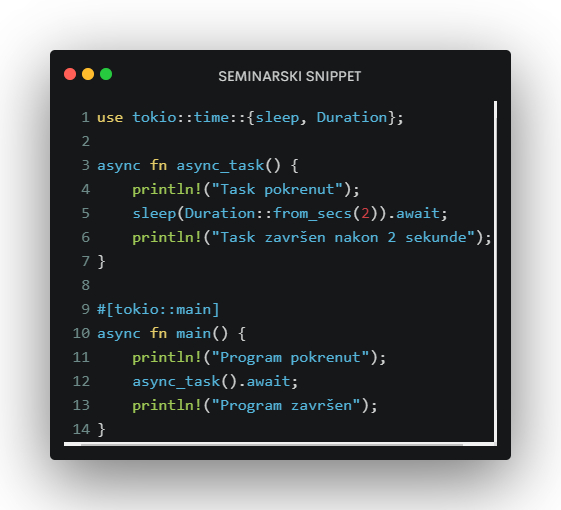 SEMINARSKI SNIPPET
1 use tokio::time::{sleep, Duration};
2
3 async fn async_task() {
4     println!("Task pokrenut");
5     sleep(Duration::from_secs(2)).await;
6     println!("Task završen nakon 2 sekunde");
7 }
8
9 #[tokio::main]
10 async fn main() {
11     println!("Program pokrenut");
12     async_task().await;
13     println!("Program završen");
14 }